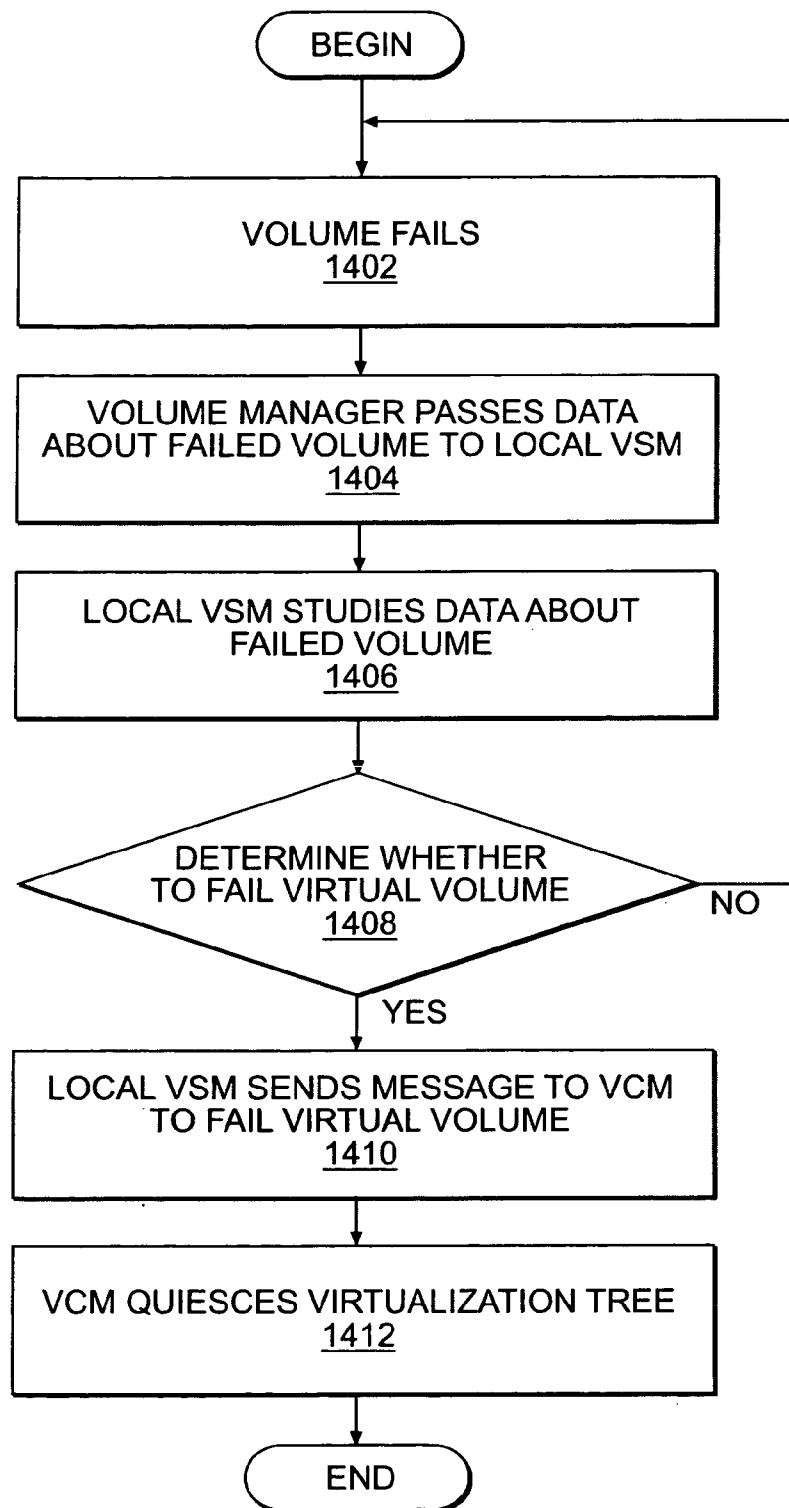 BEGIN
VOLUME FAILS
1402
VOLUME MANAGER PASSES DATA
ABOUT FAILED VOLUME TO LOCAL VSM
1404
LOCAL VSM STUDIES DATA ABOUT
FAILED VOLUME
1406
DETERMINE WHETHER
TO FAIL VIRTUAL VOLUME
1408
NO
YES
LOCAL VSM SENDS MESSAGE TO VCM
TO FAIL VIRTUAL VOLUME
1410
VCM QUIESCES VIRTUALIZATION TREE
1412
END